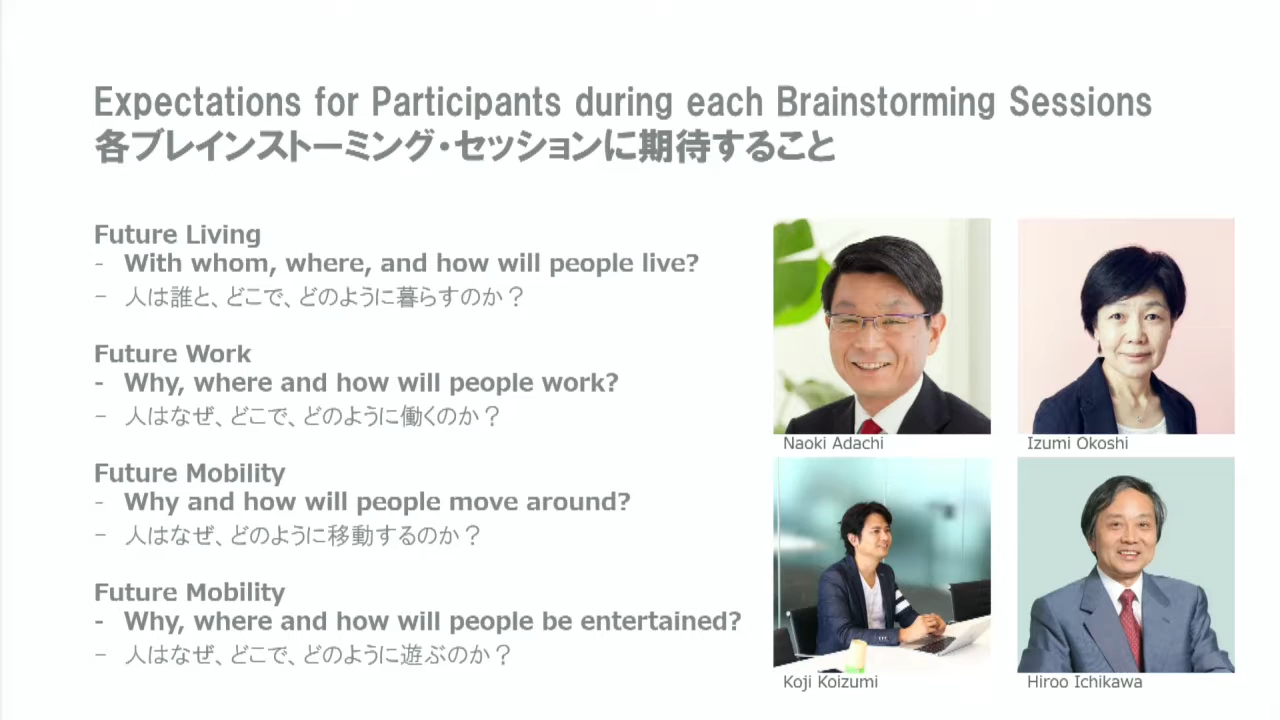 Expectations for Participants during each Brainstorming Sessions
各ブレインストーミング・セッションに期待すること
Future Living
- With whom, where, and how will people live?
- 人は誰と、どこで、どのように暮らすのか？
Future Work
- Why, where and how will people work?
- 人はなぜ、どこで、どのように働くのか？
Future Mobility
- Why and how will people move around?
- 人はなぜ、どのように移動するのか？
Future Mobility
- Why, where and how will people be entertained?
- 人はなぜ、どこで、どのように遊ぶのか？
Naoki Adachi
Izumi Okoshi
Koji Koizumi
Hiroo Ichikawa